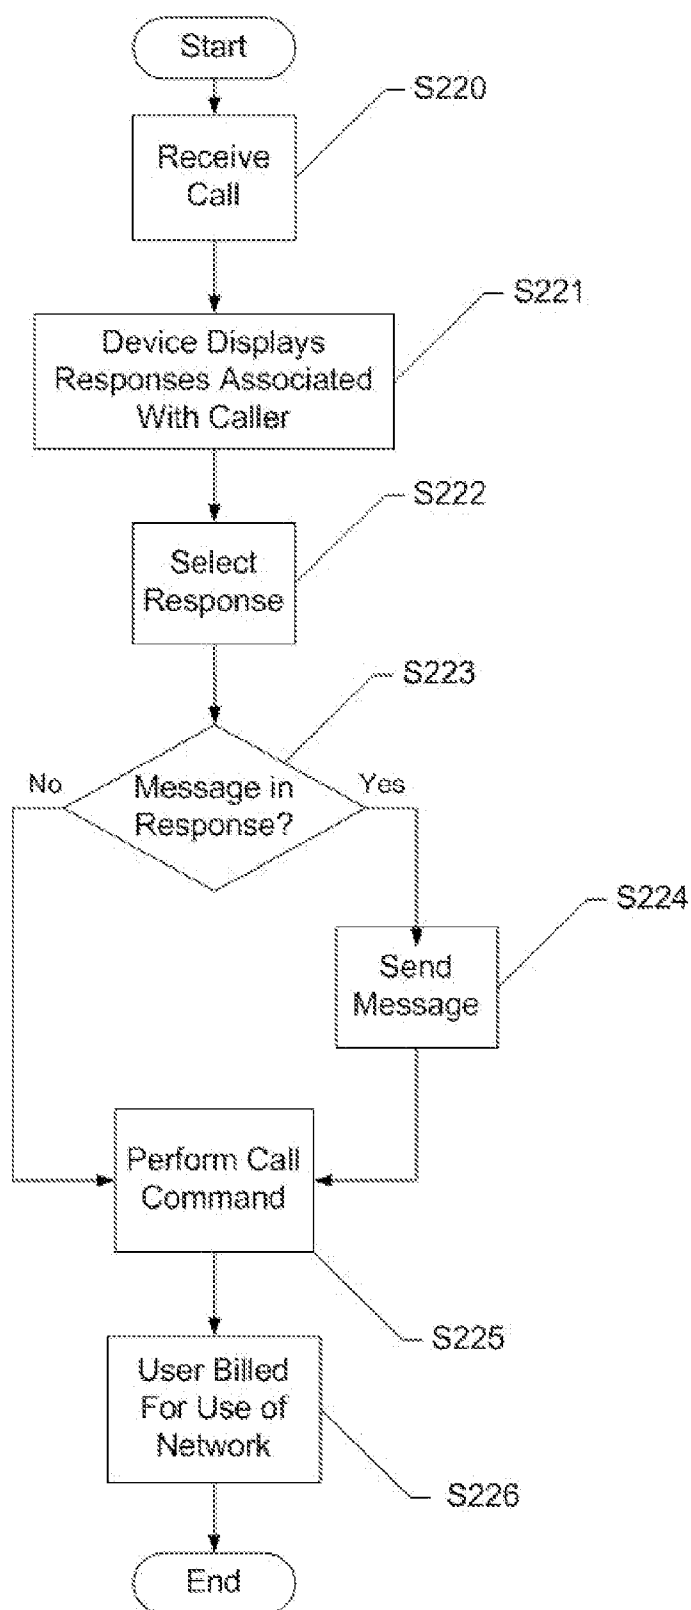 Start
S220
Receive
Call
S221
Device Displays
Responses Associated
With Caller
S222
Select
Response
S223
No
Message in
Response?
Yes
S224
Send
Message
Perform Call
Command
S225
User Billed
For Use of
Network
S226
End